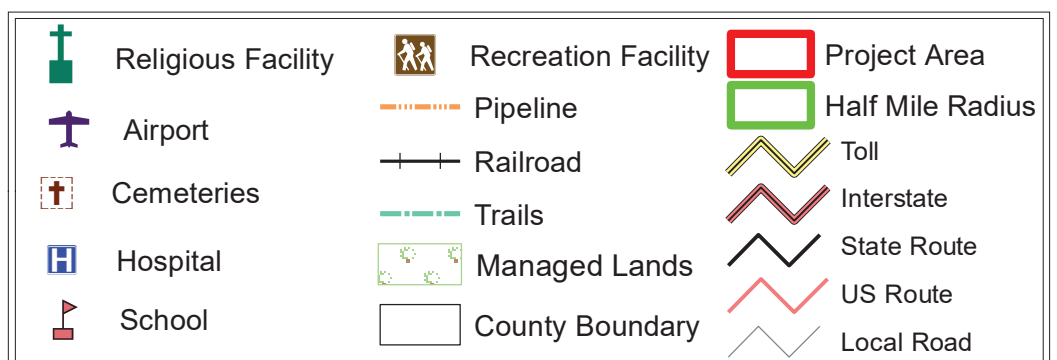 Religious Facility
Airport
Cemeteries
H
Hospital
School
Recreation Facility
Pipeline
Railroad
Trails
Managed Lands
County Boundary
Project Area
Half Mile Radius
Toll
Interstate
State Route
US Route
Local Road